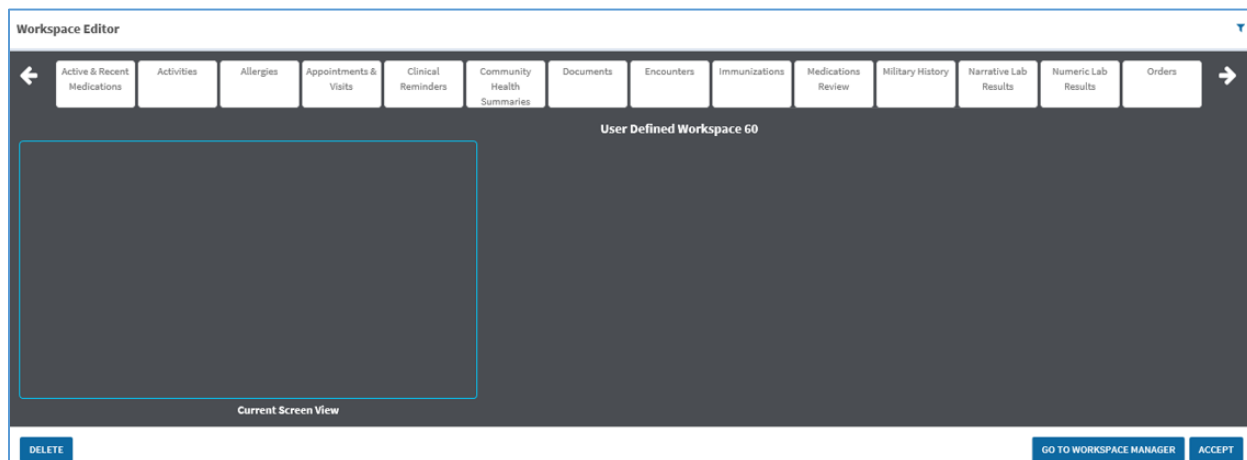 Workspace Editor
Active & Recent
Medications
Activities
Allergies
Appointments &
Visits
Clinical
Reminders
Community
Health
Summaries
Documents
Encounters
Immunizations
Medications
Review
Military History
Narrative Lab
Results
Numeric Lab
Results
Orders
User Defined Workspace 60
Current Screen View
DELETE
GO TO WORKSPACE MANAGER
ACCEPT